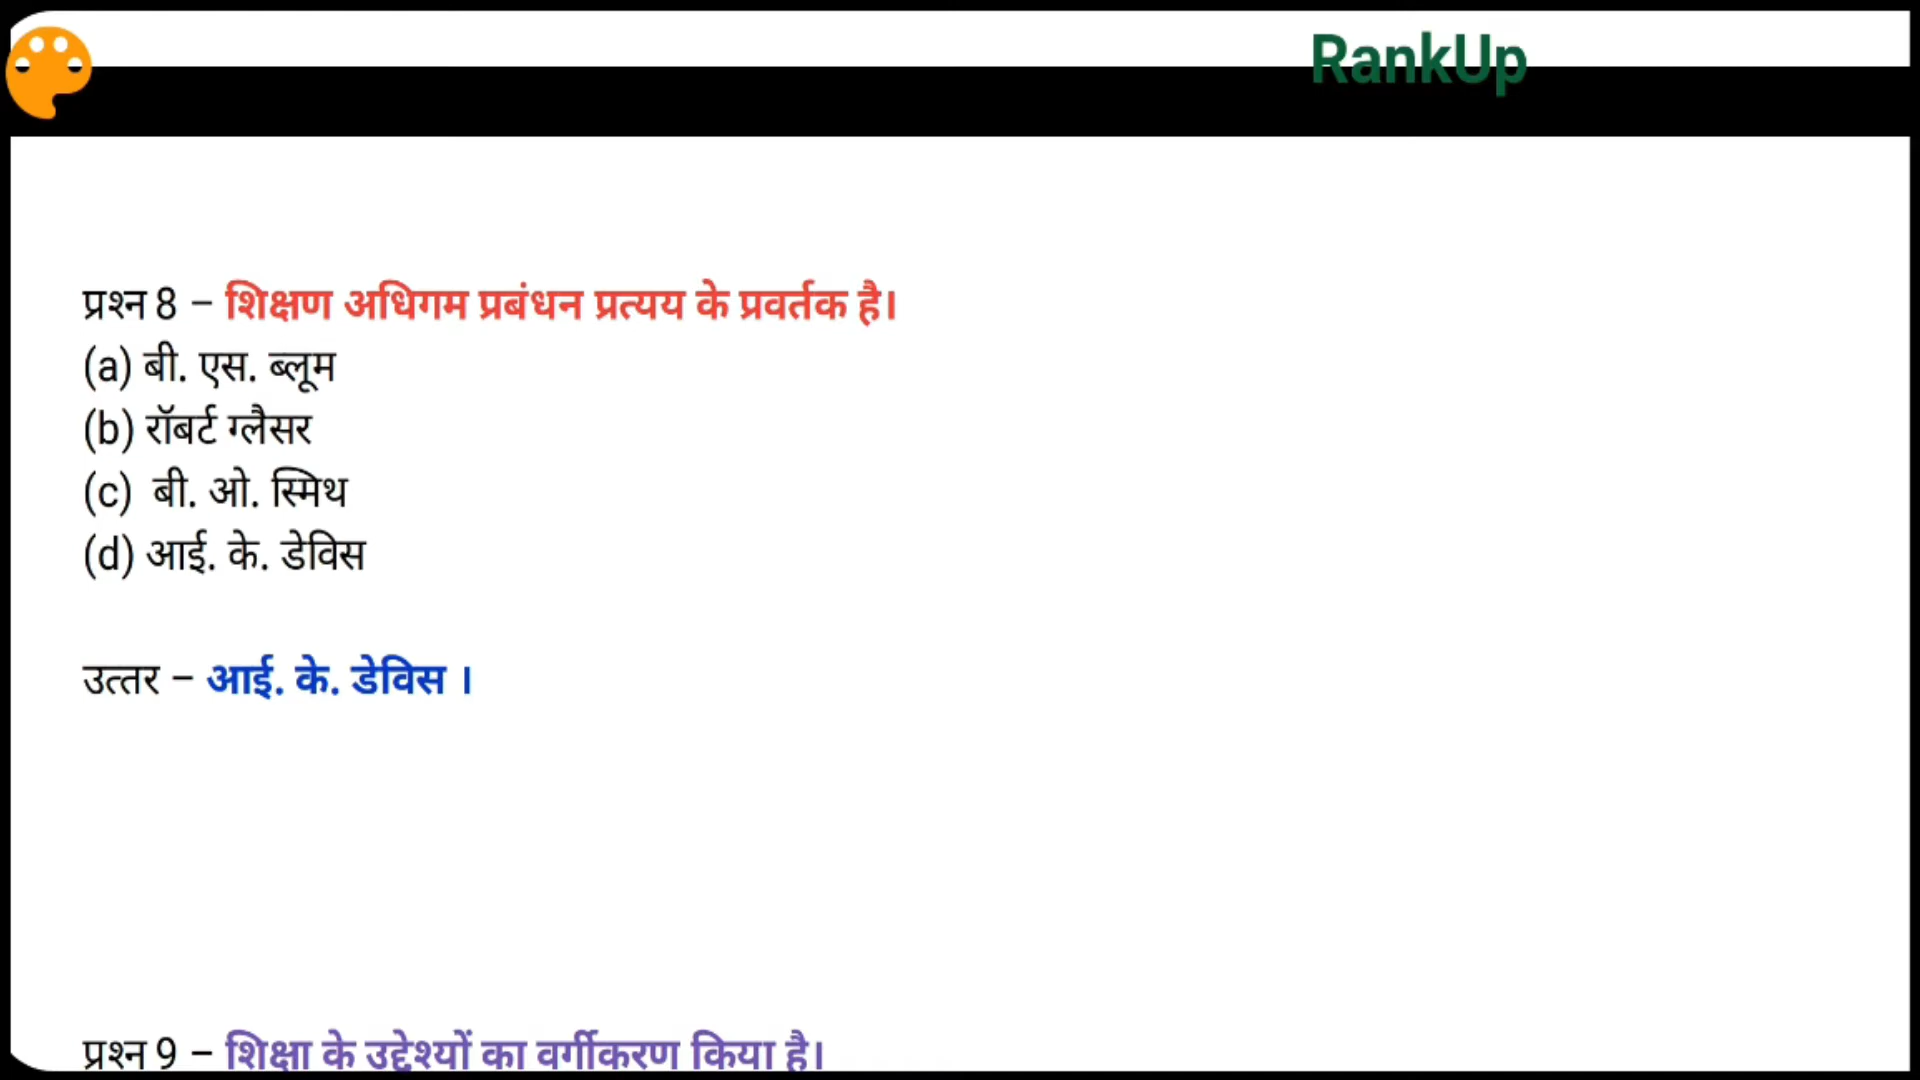 RankUp
प्रश्न 8 – शिक्षण अधिगम प्रबंधन प्रत्यय के प्रवर्तक है।
(a) बी. एस. ब्लूम
(b) रॉबर्ट ग्लैसर
(c) बी. ओ. स्मिथ
(d) आई. के. डेविस
उत्तर – आई. के. डेविस ।
प्रश्न 9 – शिक्षा के उद्देश्यों का वर्गीकरण किया है।